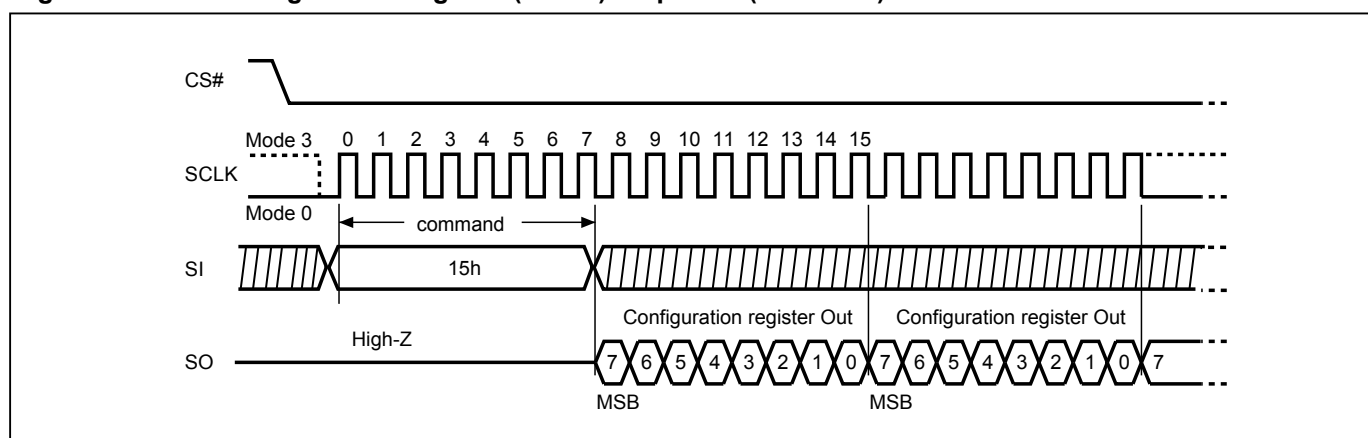 CS#
Mode 3 0 1 2 3 4 5 6 7 8 9 10 11 12 13 14 15
SCLK
Mode 0
command
SI 15h
Configuration register Out Configuration register Out
High-Z
SO 7 6 5 4 3 2 1 0 7 6 5 4 3 2 1 0 7
MSB MSB